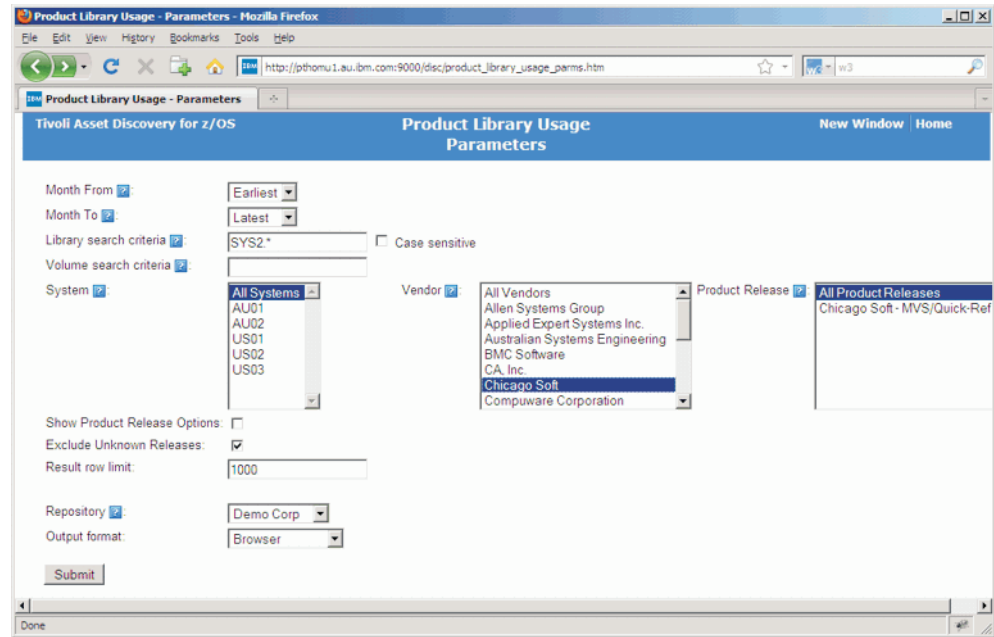 Product Library Usage - Parameters - Mozilla Firefox
File Edit View History Bookmarks Tools Help
IBM http://pthomu1.au.ibm.com:9000/disc/product_library_usage_parms.htm w3
IBM Product Library Usage - Parameters
Tivoli Asset Discovery for z/OS Product Library Usage New Window Home
Parameters
Month From ?: Earliest
Month To ?: Latest
Library search criteria ?: SYS2.* Case sensitive
Volume search criteria ?:
System ?: All Systems
AU01
AU02
US01
US02
US03
Vendor ?: All Vendors
Allen Systems Group
Applied Expert Systems Inc.
Australian Systems Engineering
BMC Software
CA, Inc.
Chicago Soft
Compuware Corporation
Product Release ?: All Product Releases
Chicago Soft - MVS/Quick-Ref
Show Product Release Options:
Exclude Unknown Releases:
Result row limit: 1000
Repository ?: Demo Corp
Output format: Browser
Submit
Done